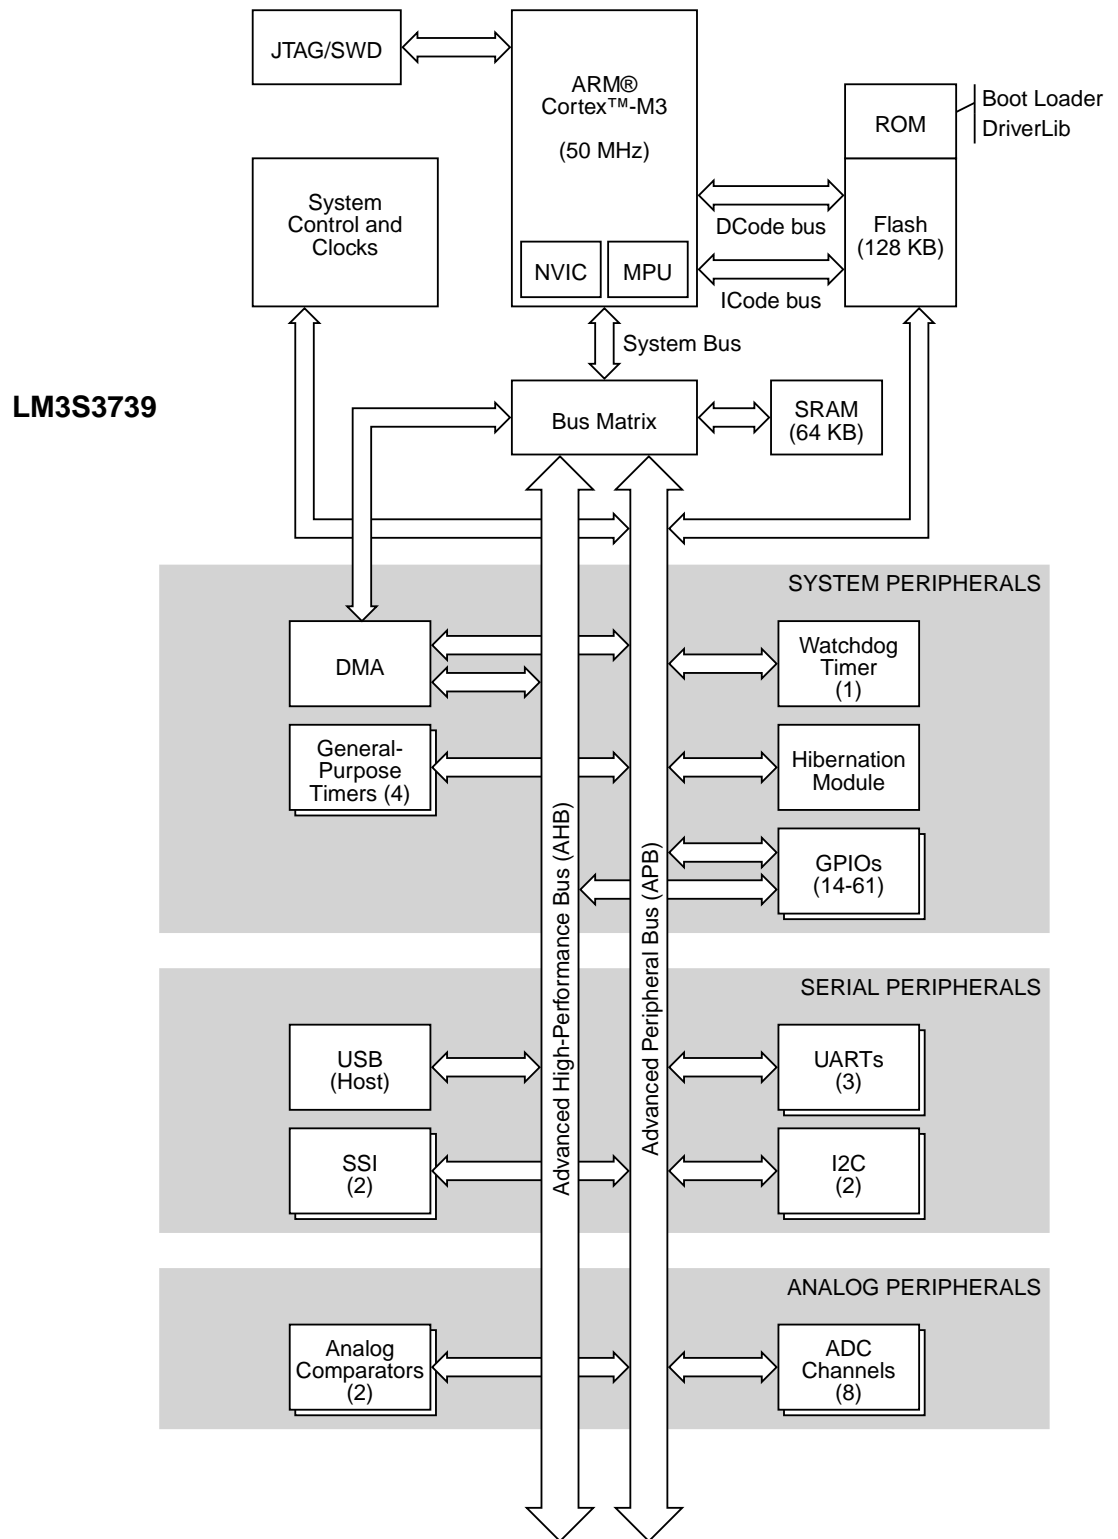 JTAG/SWD
ARM®
Cortex™-M3
(50 MHz)
NVIC
MPU
ROM
Boot Loader
DriverLib
Flash
(128 KB)
DCode bus
ICode bus
System
Control and
Clocks
System Bus
LM3S3739
Bus Matrix
SRAM
(64 KB)
SYSTEM PERIPHERALS
DMA
Watchdog
Timer
(1)
General-
Purpose
Timers (4)
Hibernation
Module
GPIOs
(14-61)
Advanced High-Performance Bus (AHB)
Advanced Peripheral Bus (APB)
SERIAL PERIPHERALS
USB
(Host)
UARTs
(3)
SSI
(2)
I2C
(2)
ANALOG PERIPHERALS
Analog
Comparators
(2)
ADC
Channels
(8)